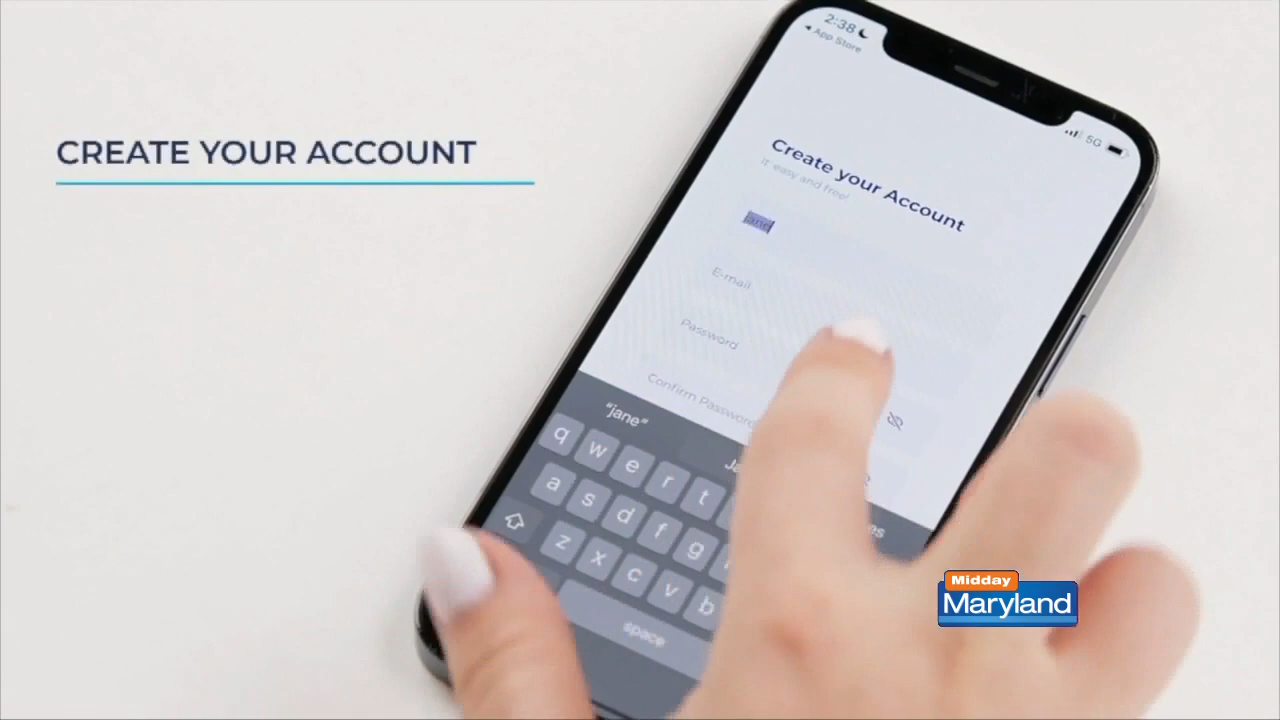 CREATE YOUR ACCOUNT
2:38
App Store
5G
Create your Account
It' easy and free!
jane
E-mail
Password
Confirm Password
"jane"
q w e r t
a s d f g
z x c v b
space
Midday
Maryland